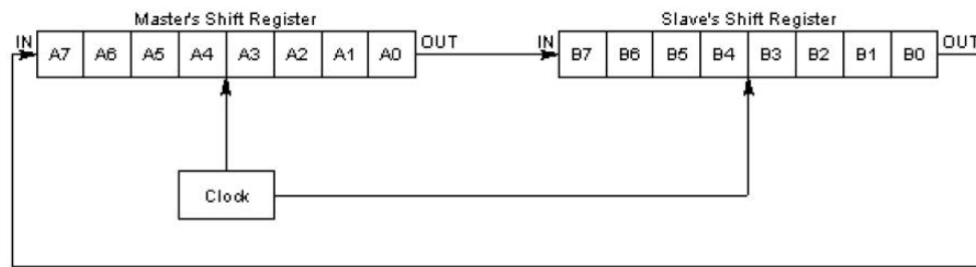 Master's Shift Register Slave's Shift Register
IN A7 A6 A5 A4 A3 A2 A1 A0 OUT IN B7 B6 B5 B4 B3 B2 B1 B0 OUT
Clock